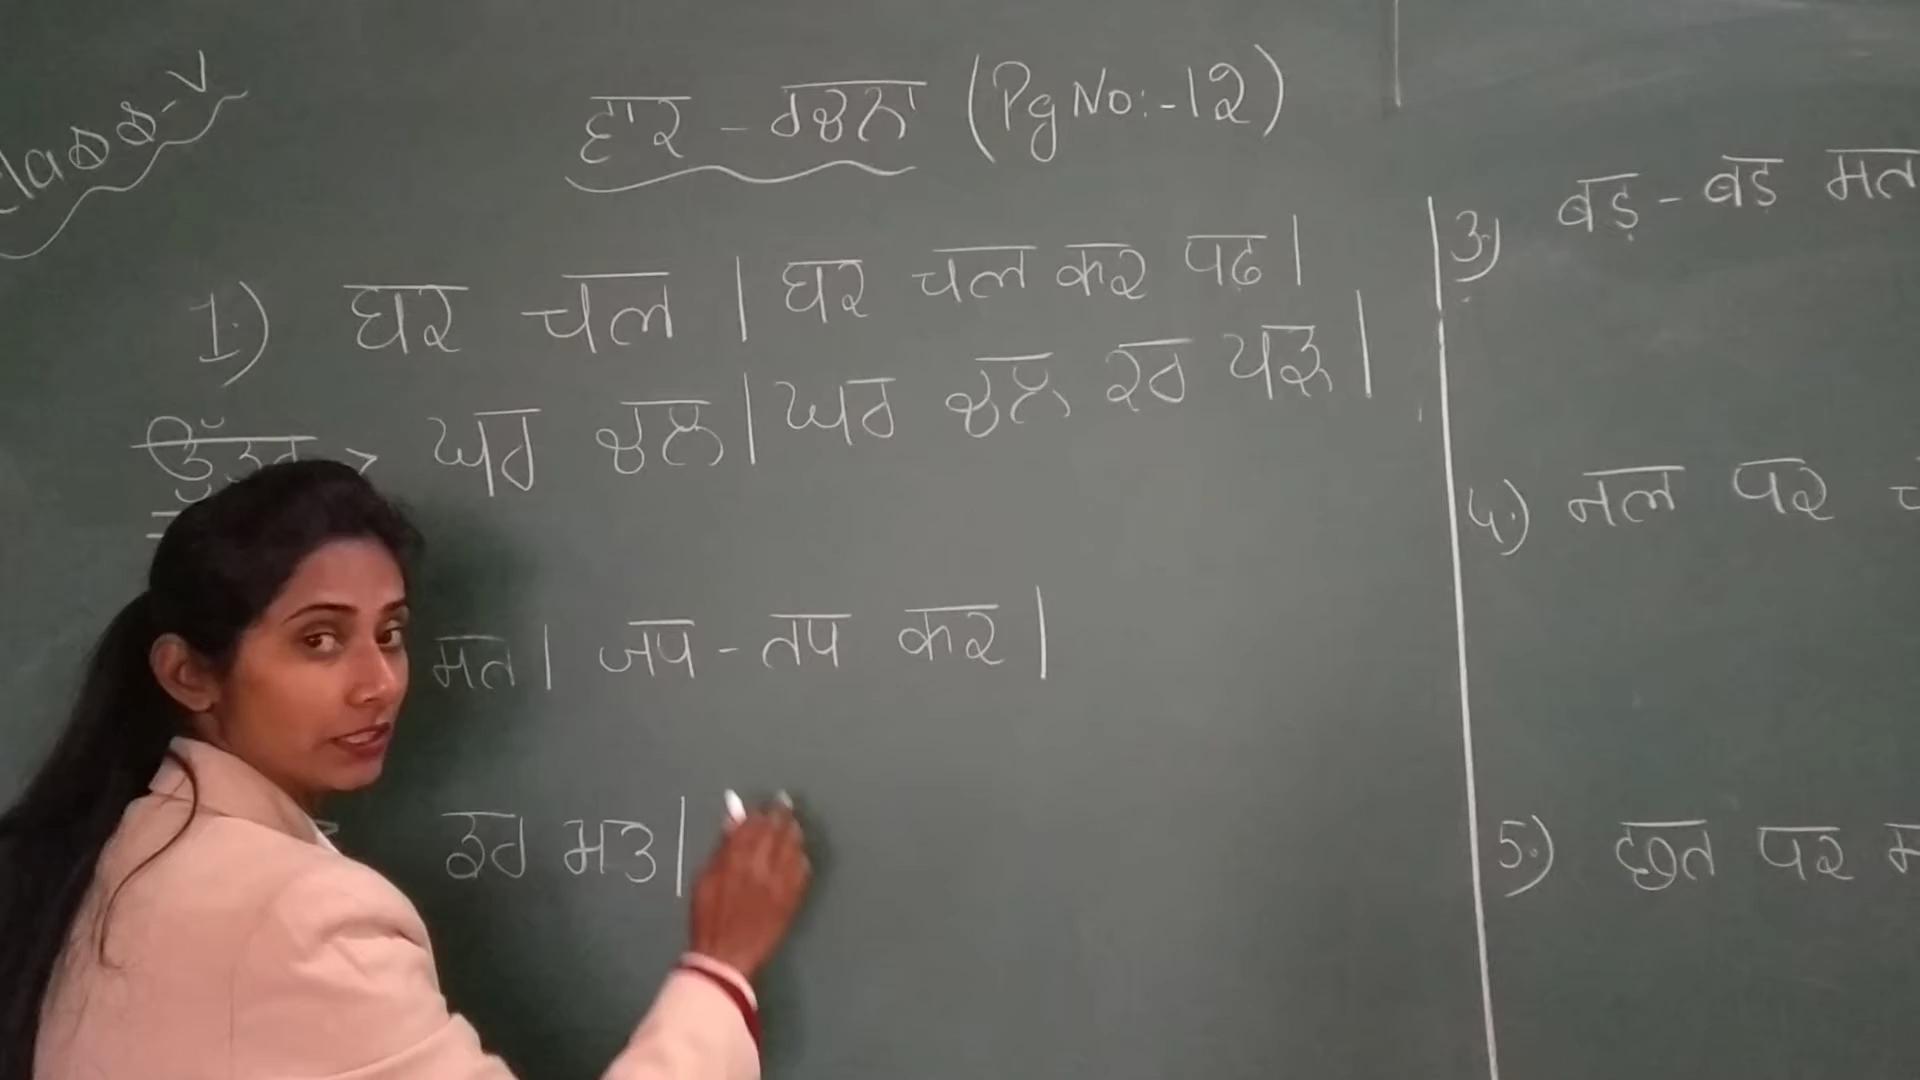 Class-V
ਵਾਰ - ਰਚਨਾ (Pg No:-12)
1.) घर चल | घर चल कर पढ़ |
ਉੱਤਰ > ਘਰ ਚਲ | ਘਰ ਚਲ ਕਰ ਪੜ੍ਹ |
मत | जप - तप कर |
ਕਰ ਮਤ |
3.) बड़ - बड़ मत
4.) नल पर
5.) छत पर